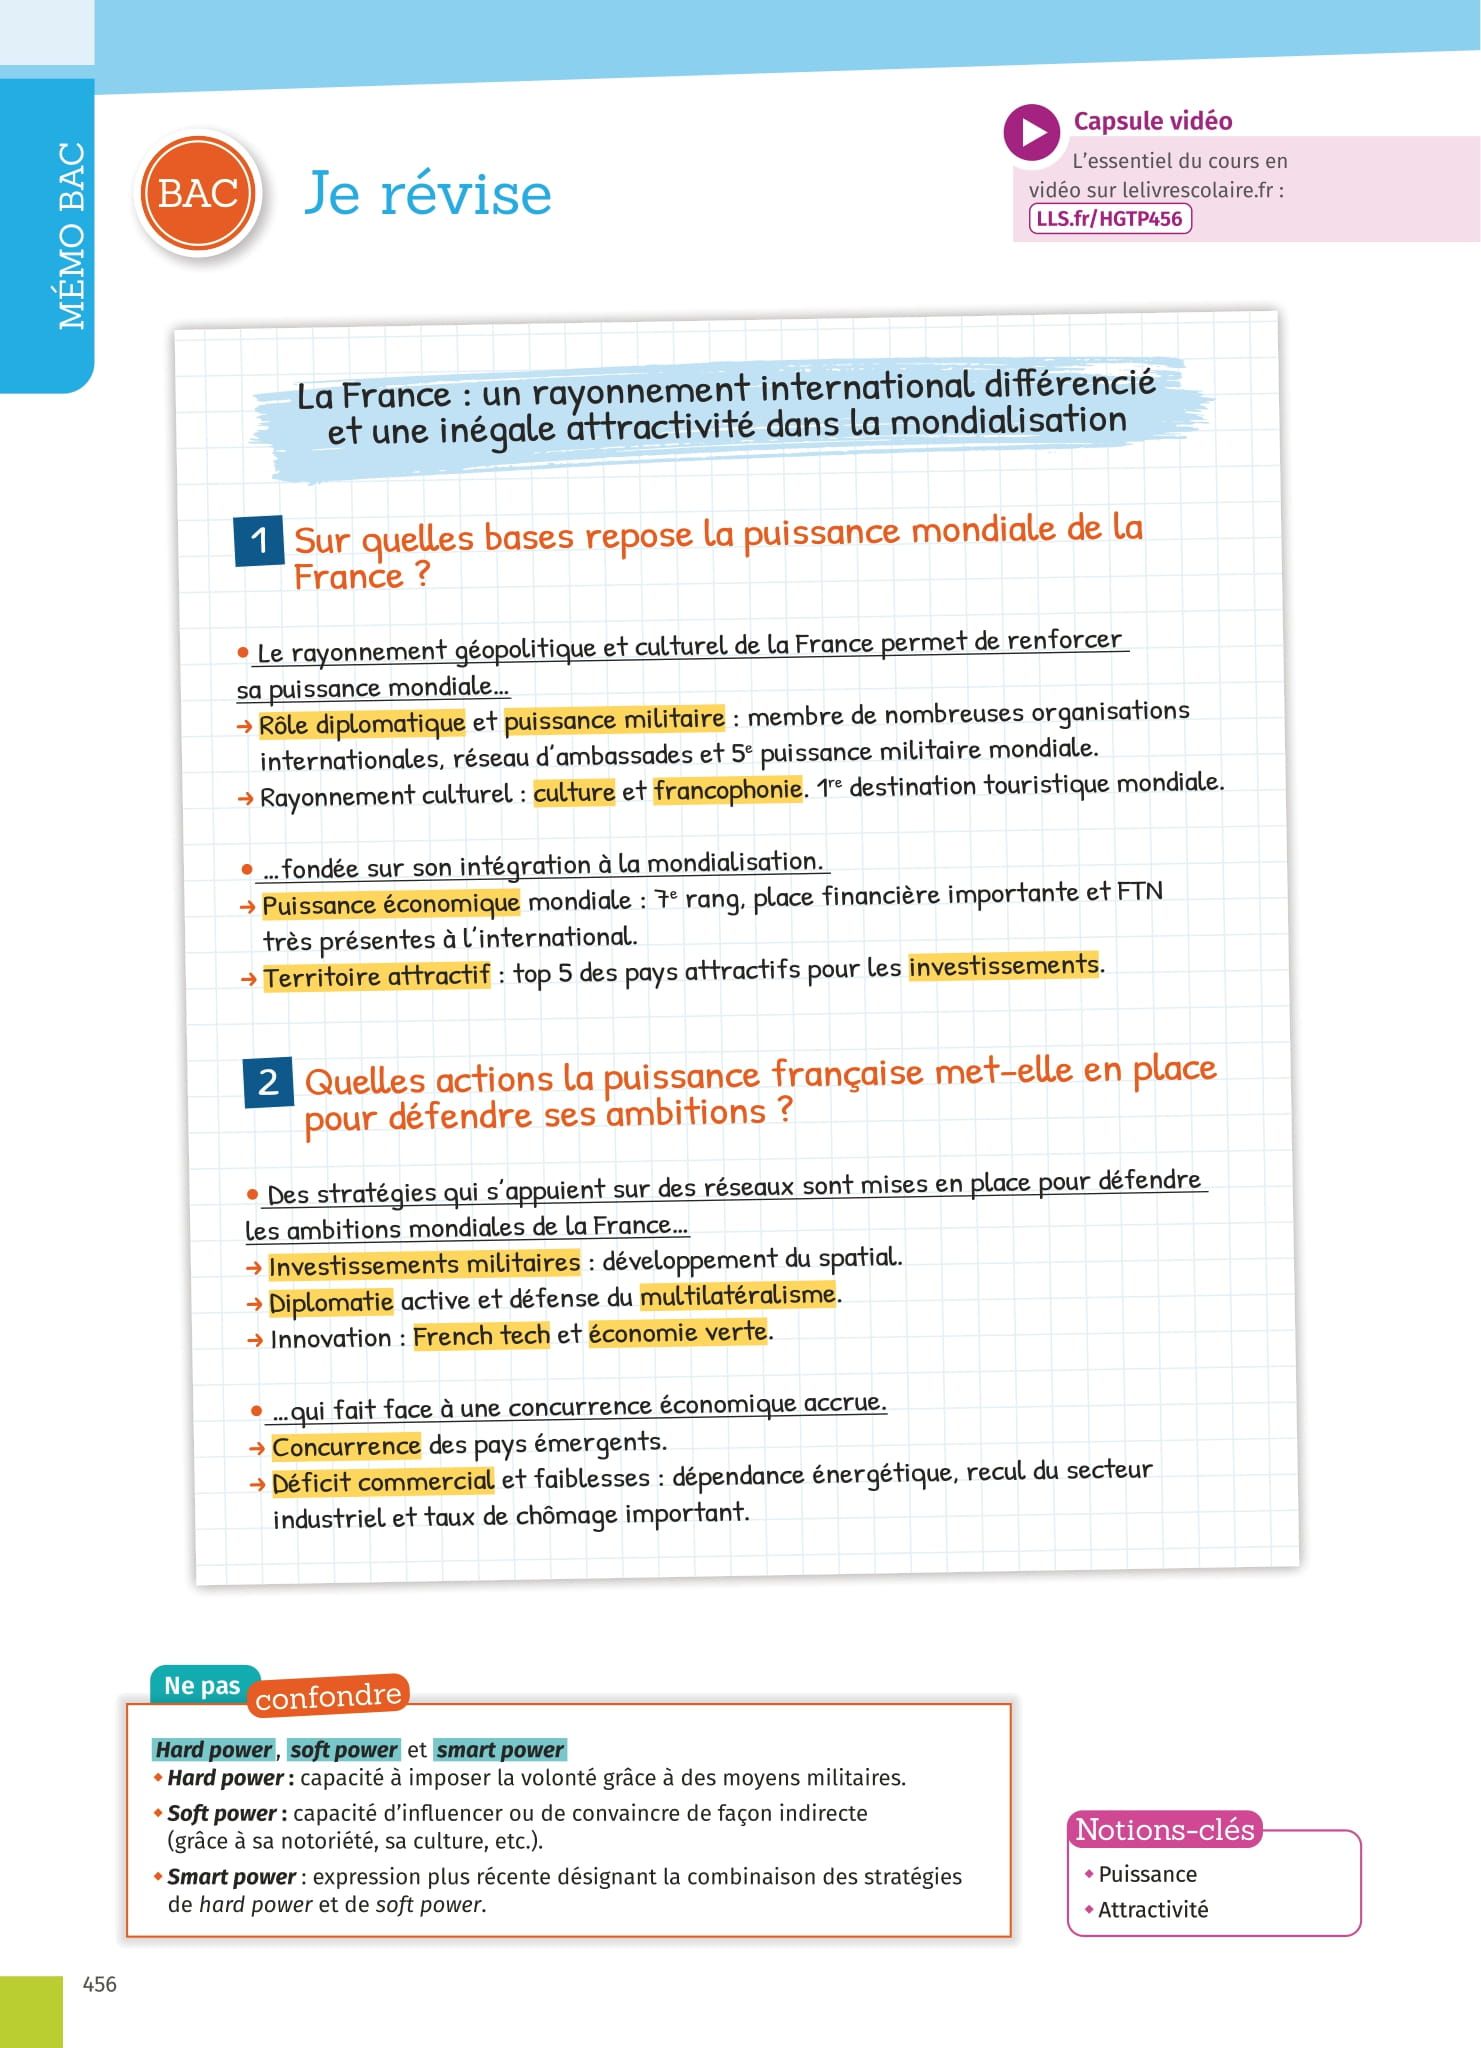 MÉMO BAC
BAC
Je révise
Capsule vidéo
L'essentiel du cours en
vidéo sur lelivrescolaire.fr :
LLS.fr/HGTP456
La France : un rayonnement international différencié
et une inégale attractivité dans la mondialisation
1 Sur quelles bases repose la puissance mondiale de la
France ?
• Le rayonnement géopolitique et culturel de la France permet de renforcer
sa puissance mondiale...
→ Rôle diplomatique et puissance militaire : membre de nombreuses organisations
internationales, réseau d'ambassades et 5e puissance militaire mondiale.
→ Rayonnement culturel : culture et francophonie. 1re destination touristique mondiale.
• ...fondée sur son intégration à la mondialisation.
→ Puissance économique mondiale : 7e rang, place financière importante et FTN
très présentes à l'international.
→ Territoire attractif : top 5 des pays attractifs pour les investissements.
2 Quelles actions la puissance française met-elle en place
pour défendre ses ambitions ?
• Des stratégies qui s'appuient sur des réseaux sont mises en place pour défendre
les ambitions mondiales de la France...
→ Investissements militaires : développement du spatial.
→ Diplomatie active et défense du multilatéralisme.
→ Innovation : French tech et économie verte.
• ...qui fait face à une concurrence économique accrue.
→ Concurrence des pays émergents.
→ Déficit commercial et faiblesses : dépendance énergétique, recul du secteur
industriel et taux de chômage important.
Ne pas confondre
Hard power, soft power et smart power
◆ Hard power : capacité à imposer la volonté grâce à des moyens militaires.
◆ Soft power : capacité d'influencer ou de convaincre de façon indirecte
(grâce à sa notoriété, sa culture, etc.).
◆ Smart power : expression plus récente désignant la combinaison des stratégies
de hard power et de soft power.
Notions-clés
◆ Puissance
◆ Attractivité
456